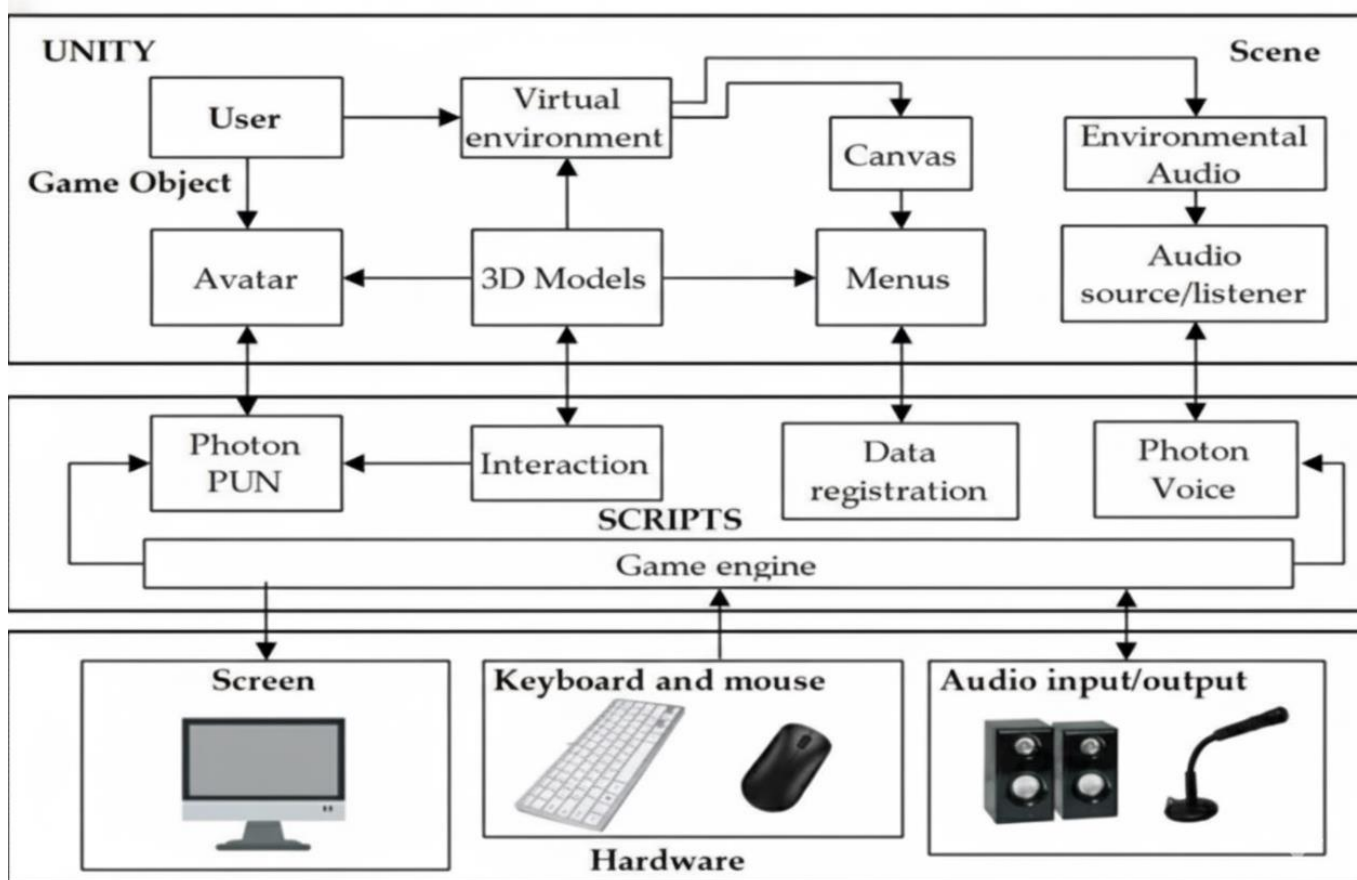 UNITY
Scene
User
Virtual
environment
Canvas
Environmental
Audio
Game Object
Avatar
3D Models
Menus
Audio
source/listener
Photon
PUN
Interaction
Data
registration
Photon
Voice
SCRIPTS
Game engine
Screen
Keyboard and mouse
Audio input/output
Hardware